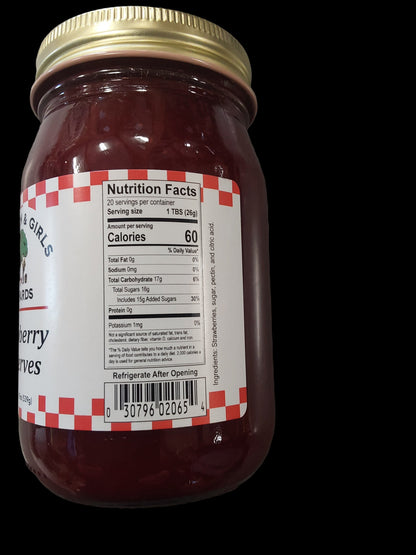 & GIRLS
ARDS
berry
erves
Nutrition Facts
20 servings per container
Serving size 1 TBS (26g)
Amount per serving
Calories 60
% Daily Value*
Total Fat 0g 0%
Sodium 0mg 0%
Total Carbohydrate 17g 6%
Total Sugars 16g
Includes 15g Added Sugars 30%
Protein 0g
Potassium 1mg 0%
Not a significant source of saturated fat, trans fat,
cholesterol, dietary fiber, vitamin D, calcium and iron.
*The % Daily Value tells you how much a nutrient in a
serving of food contributes to a daily diet. 2,000 calories a
day is used for general nutrition advice.
Refrigerate After Opening
0 30796 02065 4
Ingredients: Strawberries, sugar, pectin, and citric acid.